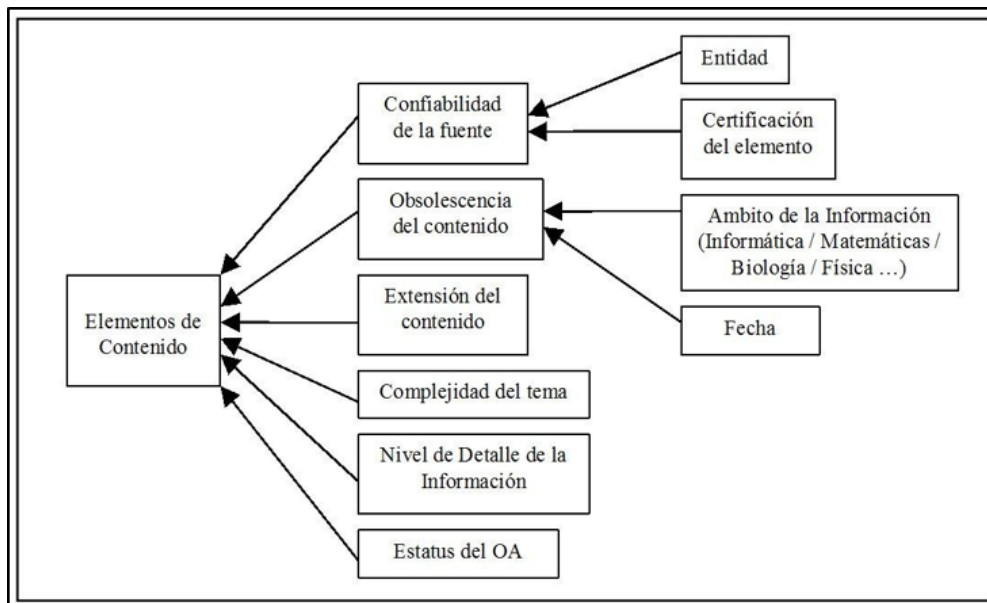 Elementos de
Contenido
Confiabilidad
de la fuente
Obsolescencia
del contenido
Extensión del
contenido
Complejidad del tema
Nivel de Detalle de la
Información
Estatus del OA
Entidad
Certificación
del elemento
Ambito de la Información
(Informática / Matemáticas /
Biología / Física ...)
Fecha